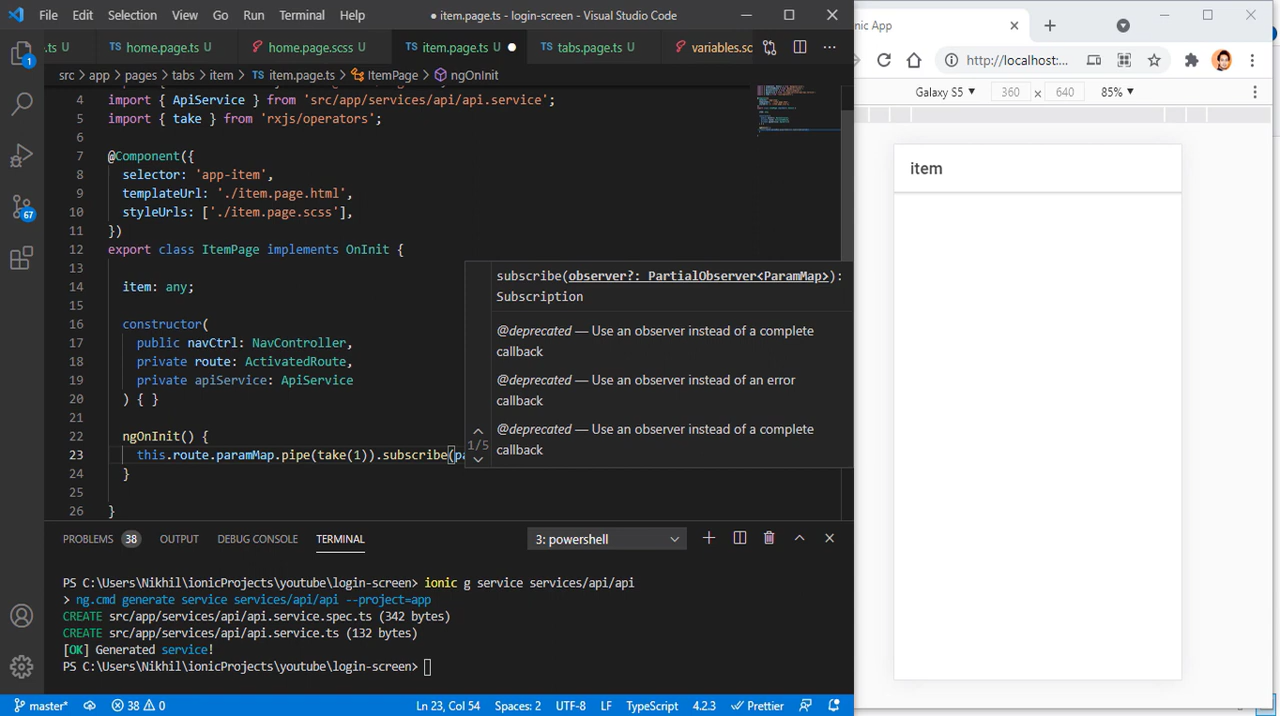 File Edit Selection View Go Run Terminal Help
● item.page.ts - login-screen - Visual Studio Code
.ts U
TS home.page.ts U
home.page.scss U
TS item.page.ts U ●
TS tabs.page.ts U
variables.sc
src > app > pages > tabs > item > TS item.page.ts > ItemPage > ngOnInit
4 import { ApiService } from 'src/app/services/api/api.service';
5 import { take } from 'rxjs/operators';
6
7 @Component({
8 selector: 'app-item',
9 templateUrl: './item.page.html',
10 styleUrls: ['./item.page.scss'],
11 })
12 export class ItemPage implements OnInit {
13
14 item: any;
15
16 constructor(
17 public navCtrl: NavController,
18 private route: ActivatedRoute,
19 private apiService: ApiService
20 ) { }
21
22 ngOnInit() {
23 this.route.paramMap.pipe(take(1)).subscribe(pa
24 }
25
26 }
subscribe(observer?: PartialObserver<ParamMap>):
Subscription
@deprecated — Use an observer instead of a complete
callback
@deprecated — Use an observer instead of an error
callback
1/5
@deprecated — Use an observer instead of a complete
callback
PROBLEMS 38 OUTPUT DEBUG CONSOLE TERMINAL
3: powershell
PS C:\Users\Nikhil\ionicProjects\youtube\login-screen> ionic g service services/api/api
> ng.cmd generate service services/api/api --project=app
CREATE src/app/services/api/api.service.spec.ts (342 bytes)
CREATE src/app/services/api/api.service.ts (132 bytes)
[OK] Generated service!
PS C:\Users\Nikhil\ionicProjects\youtube\login-screen>
1
67
master* 38 0 Ln 23, Col 54 Spaces: 2 UTF-8 LF TypeScript 4.2.3 Prettier
nic App
http://localhost:...
Galaxy S5 360 x 640 85%
item